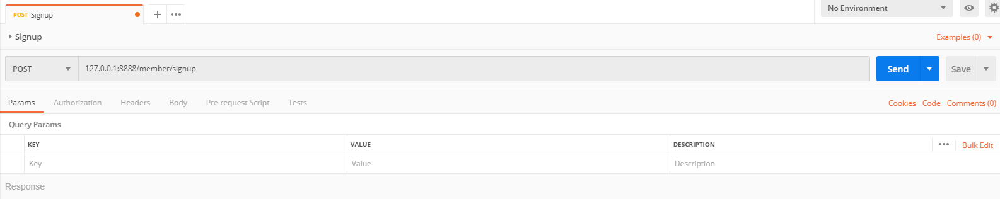 POST Signup
No Environment
Signup
Examples (0)
POST 127.0.0.1:8888/member/signup Send Save
Params Authorization Headers Body Pre-request Script Tests Cookies Code Comments (0)
Query Params
KEY VALUE DESCRIPTION Bulk Edit
Key Value Description
Response